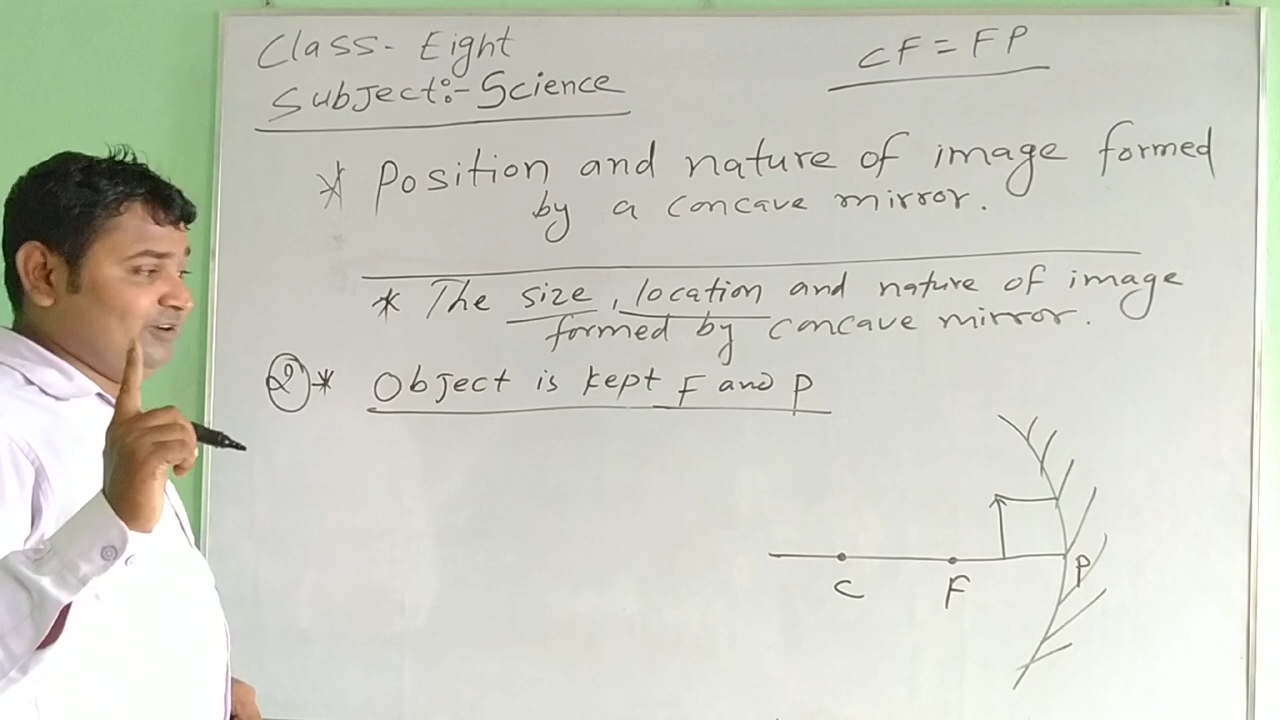 Class- Eight
Subject:- Science
CF = FP
* Position and nature of image formed
by a concave mirror.
* The size, location and nature of image
formed by concave mirror.
② * Object is kept F and P
C F P